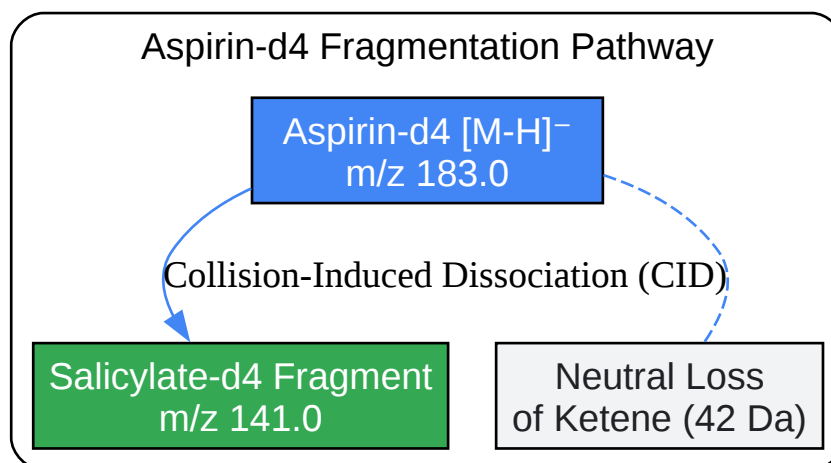 Aspirin-d4 Fragmentation Pathway
Aspirin-d4 [M-H]⁻
m/z 183.0
Collision-Induced Dissociation (CID)
Salicylate-d4 Fragment
m/z 141.0
Neutral Loss
of Ketene (42 Da)